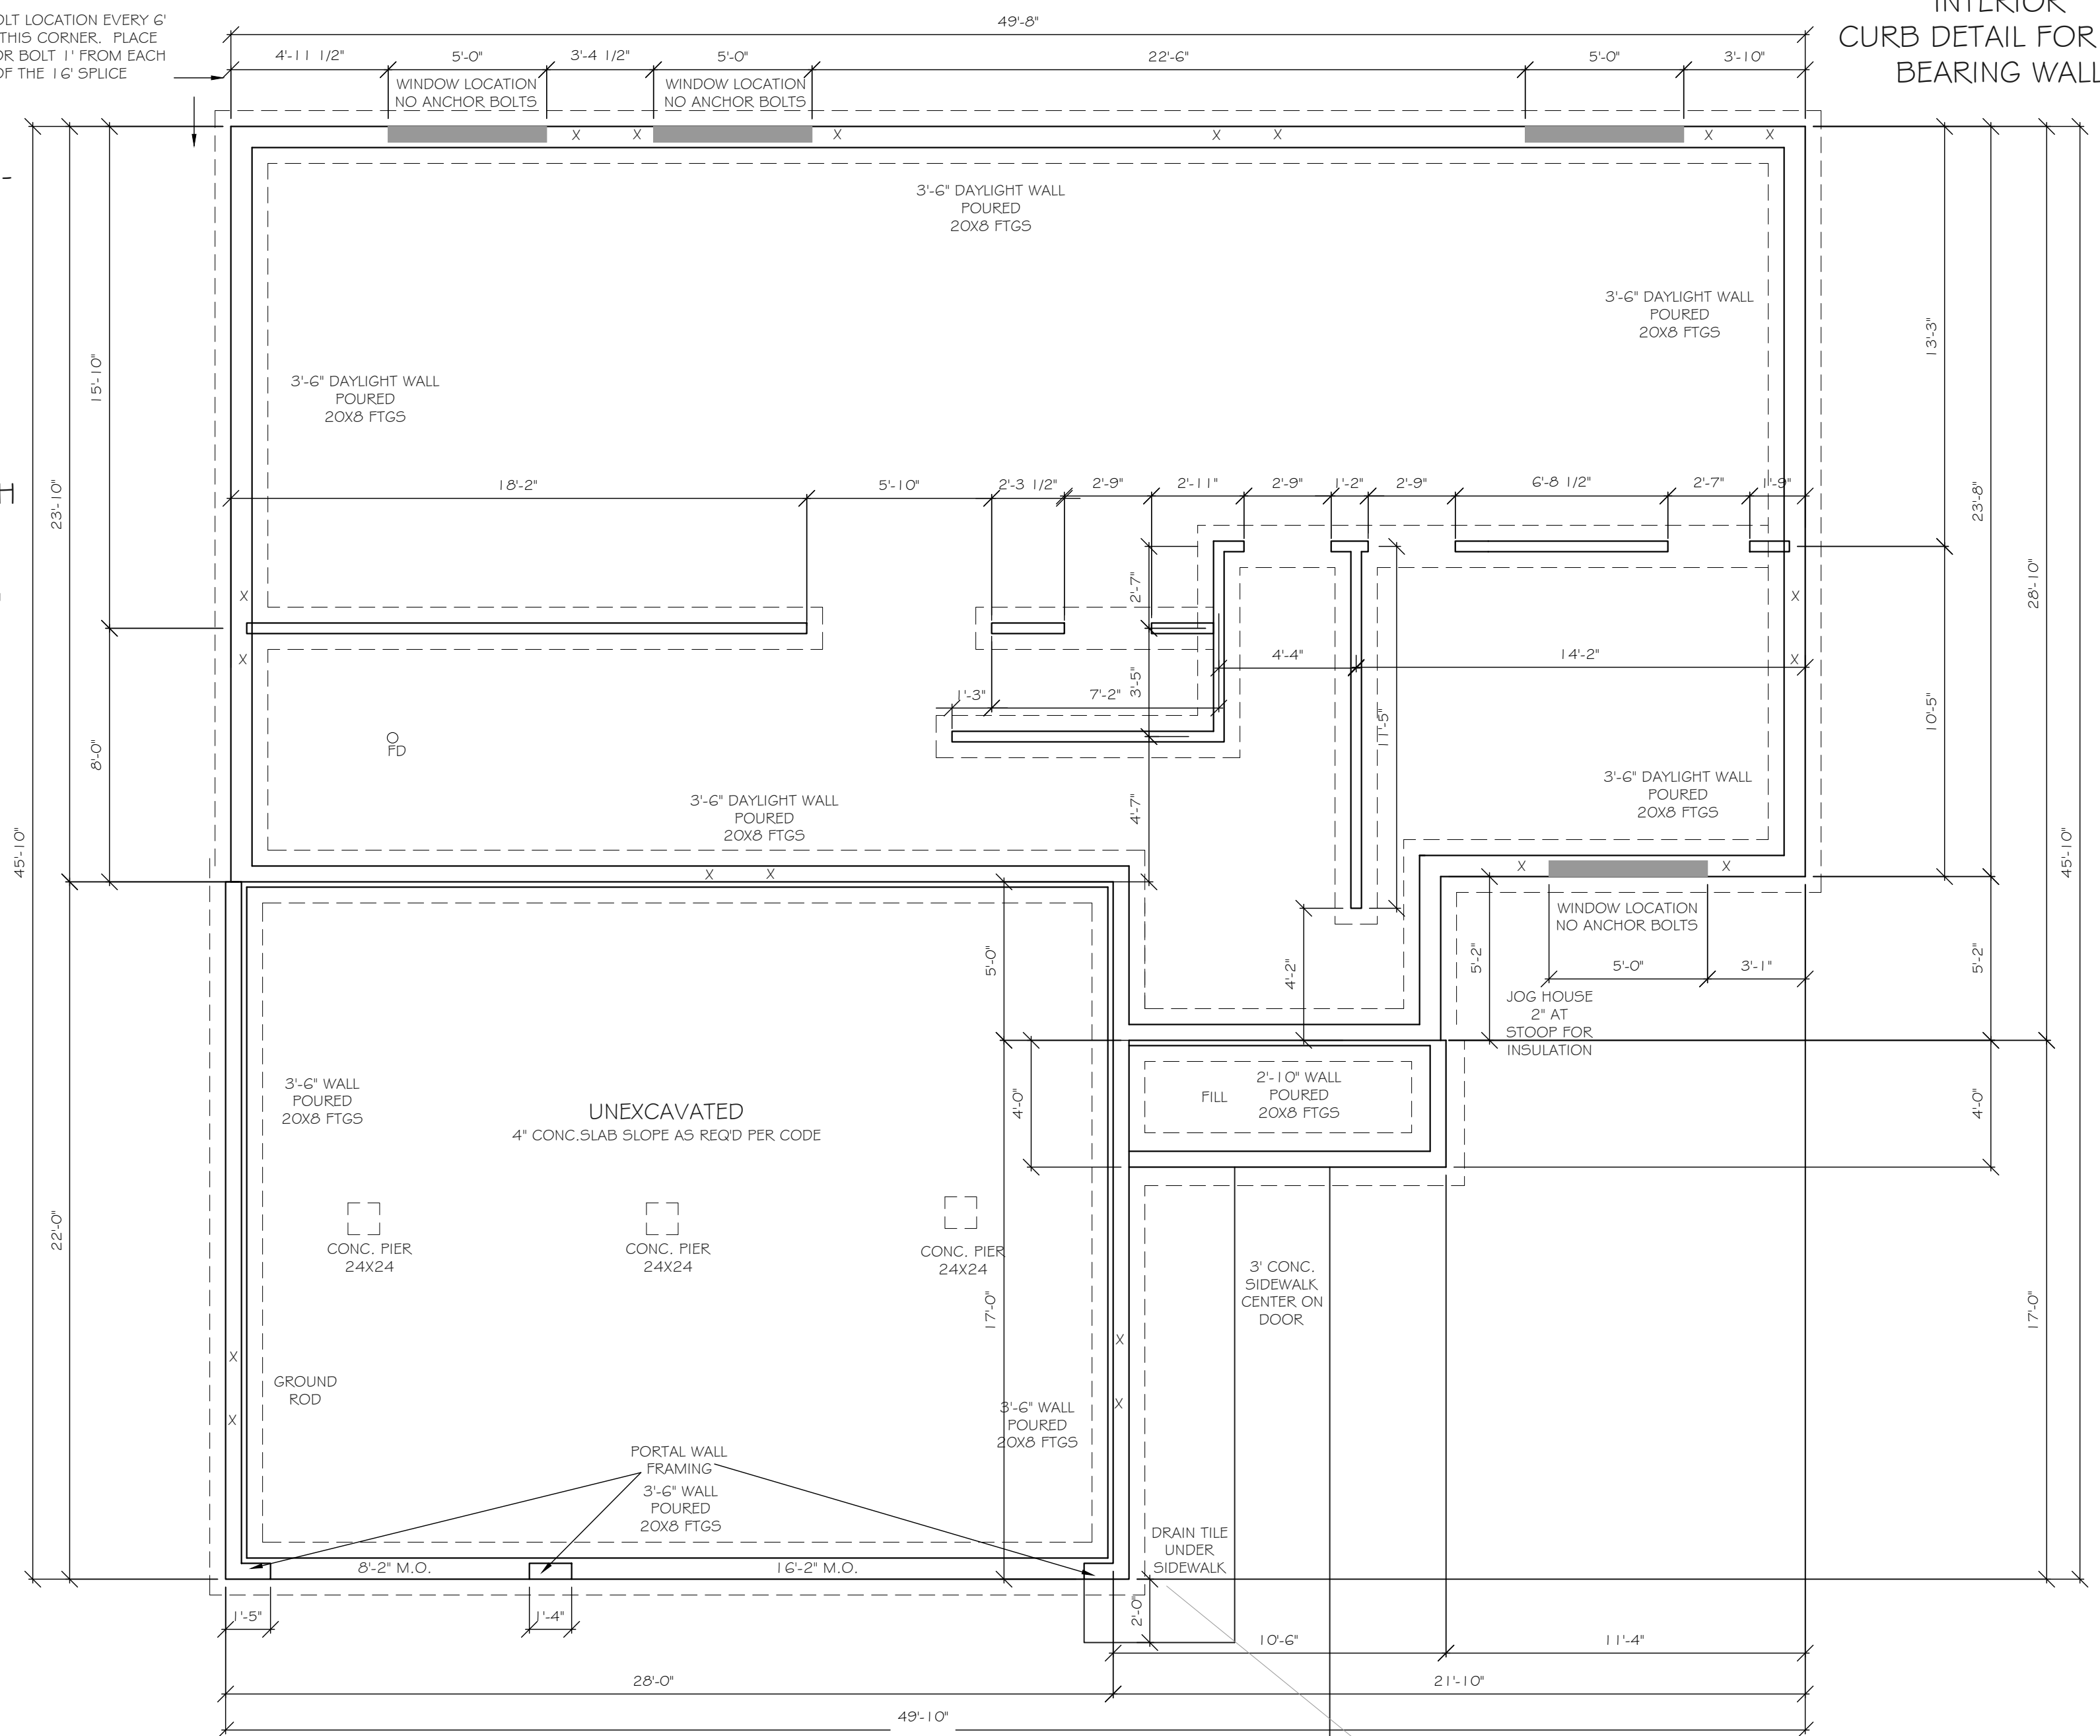 OLT LOCATION EVERY 6'
THIS CORNER. PLACE
OR BOLT 1' FROM EACH
OF THE 16' SPLICE
INTERIOR
CURB DETAIL FOR
BEARING WALL
49'-8"
4'-11 1/2"
5'-0"
3'-4 1/2"
5'-0"
22'-6"
5'-0"
3'-10"
WINDOW LOCATION
NO ANCHOR BOLTS
WINDOW LOCATION
NO ANCHOR BOLTS
X
X
X
X
X
X
X
3'-6" DAYLIGHT WALL
POURED
20X8 FTGS
3'-6" DAYLIGHT WALL
POURED
20X8 FTGS
3'-6" DAYLIGHT WALL
POURED
20X8 FTGS
15'-10"
13'-3"
H
23'-10"
23'-8"
28'-10"
18'-2"
5'-10"
2'-3 1/2"
2'-9"
2'-11"
2'-9"
1'-2"
2'-9"
6'-8 1/2"
2'-7"
1'-9"
2'-7"
X
X
X
X
4'-4"
14'-2"
3'-5"
1'-3"
7'-2"
11'-5"
10'-5"
8'-0"
FD
3'-6" DAYLIGHT WALL
POURED
20X8 FTGS
4'-7"
3'-6" DAYLIGHT WALL
POURED
20X8 FTGS
45'-10"
45'-10"
X
X
X
X
WINDOW LOCATION
NO ANCHOR BOLTS
5'-0"
4'-2"
5'-2"
5'-0"
3'-1"
5'-2"
JOG HOUSE
2" AT
STOOP FOR
INSULATION
3'-6" WALL
POURED
20X8 FTGS
UNEXCAVATED
4" CONC.SLAB SLOPE AS REQ'D PER CODE
4'-0"
FILL
2'-10" WALL
POURED
20X8 FTGS
4'-0"
22'-0"
CONC. PIER
24X24
CONC. PIER
24X24
CONC. PIER
24X24
17'-0"
3' CONC.
SIDEWALK
CENTER ON
DOOR
17'-0"
X
X
X
X
GROUND
ROD
3'-6" WALL
POURED
20X8 FTGS
PORTAL WALL
FRAMING
3'-6" WALL
POURED
20X8 FTGS
DRAIN TILE
UNDER
SIDEWALK
8'-2" M.O.
16'-2" M.O.
1'-5"
1'-4"
2'-0"
10'-6"
11'-4"
28'-0"
21'-10"
49'-10"